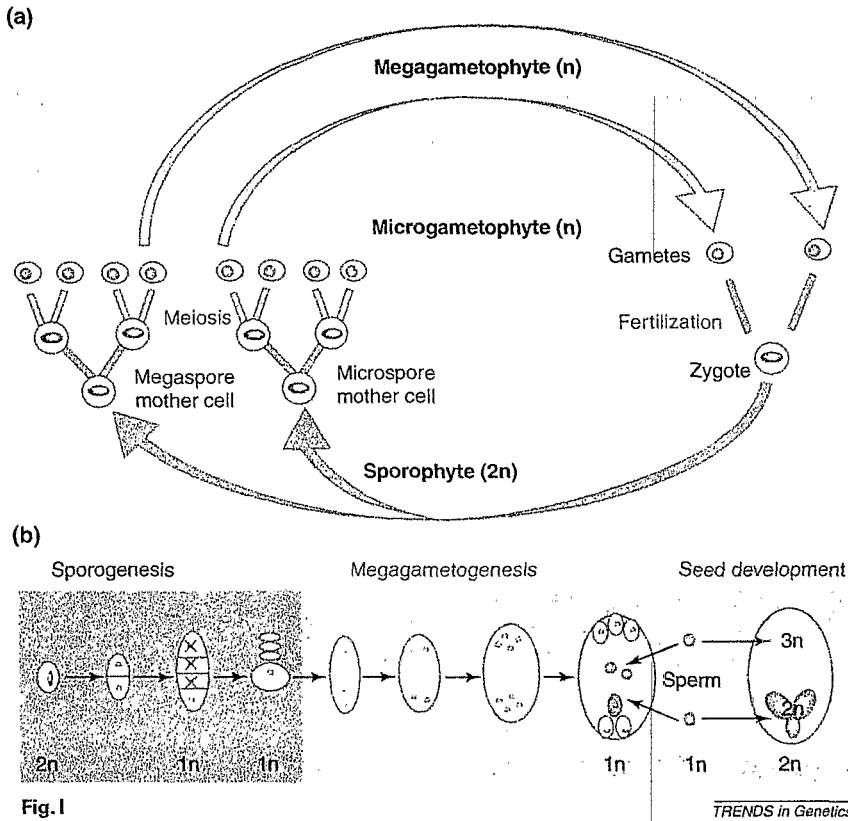 (a)
Megagametophyte (n)
Microgametophyte (n)
Gametes
Meiosis
Fertilization
Megaspore
mother cell
Microspore
mother cell
Zygote
Sporophyte (2n)
(b)
Sporogenesis
Megagametogenesis
Seed development
3n
Sperm
2n
2n
1n
1n
1n
1n
2n
Fig.I
TRENDS in Genetics